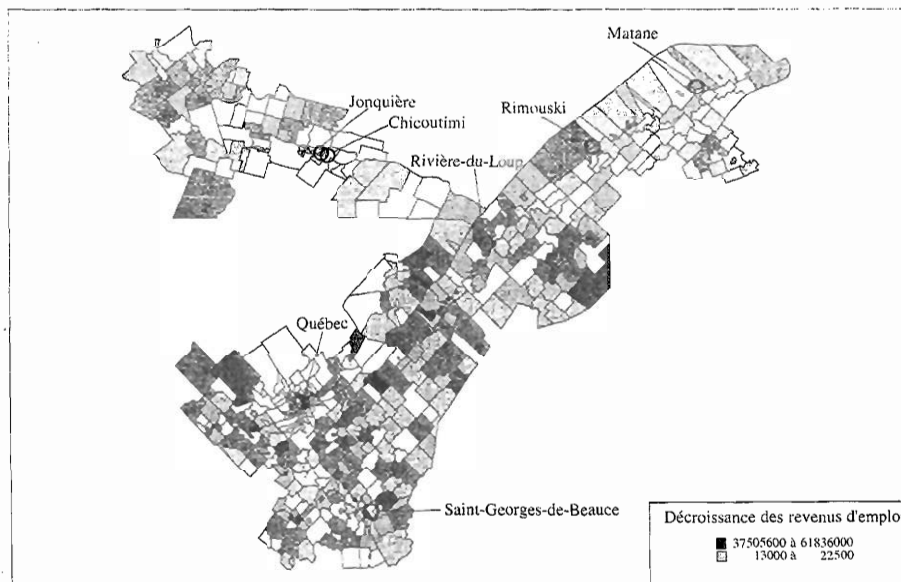 Matane
Jonquière
Rimouski
Chicoutimi
Rivière-du-Loup
Québec
Saint-Georges-de-Beauce
Décroissance des revenus d'emplo
37505600 à 61836000
13000 à 22500